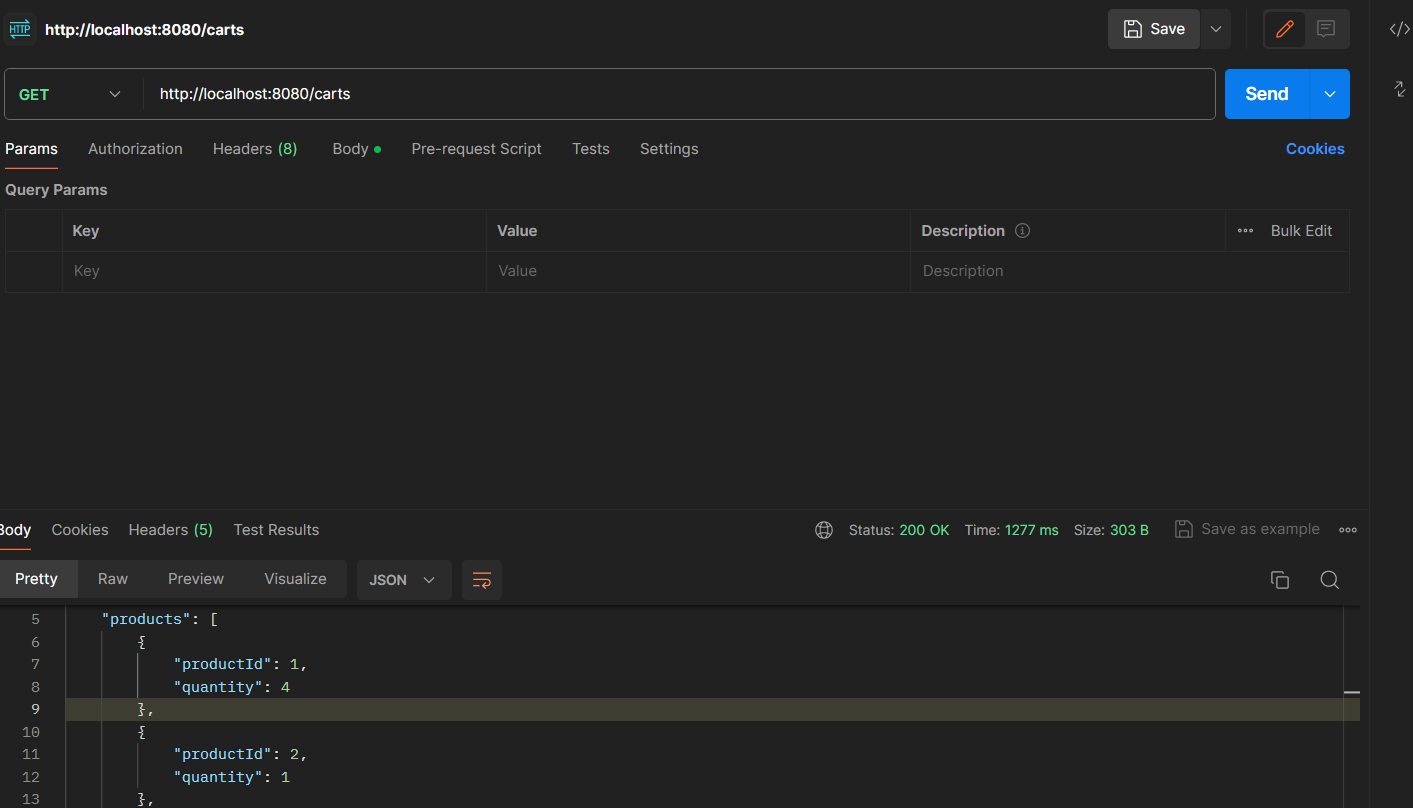 HTTP http://localhost:8080/carts Save
GET http://localhost:8080/carts Send
Params Authorization Headers (8) Body Pre-request Script Tests Settings Cookies
Query Params
Key Value Description Bulk Edit
Key Value Description
Body Cookies Headers (5) Test Results Status: 200 OK Time: 1277 ms Size: 303 B Save as example
Pretty Raw Preview Visualize JSON
5 "products": [
6 {
7 "productId": 1,
8 "quantity": 4
9 },
10 {
11 "productId": 2,
12 "quantity": 1
13 },